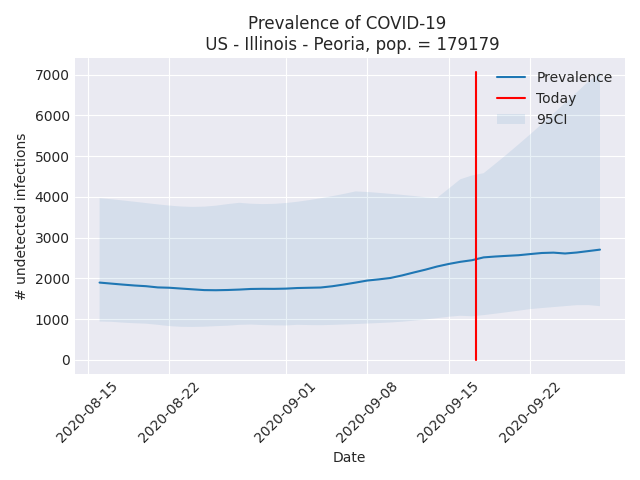 Prevalence of COVID-19
US - Illinois - Peoria, pop. = 179179
7000
6000
5000
4000
3000
2000
1000
0
# undetected infections
Prevalence
Today
95CI
2020-08-15
2020-08-22
2020-09-01
2020-09-08
2020-09-15
2020-09-22
Date